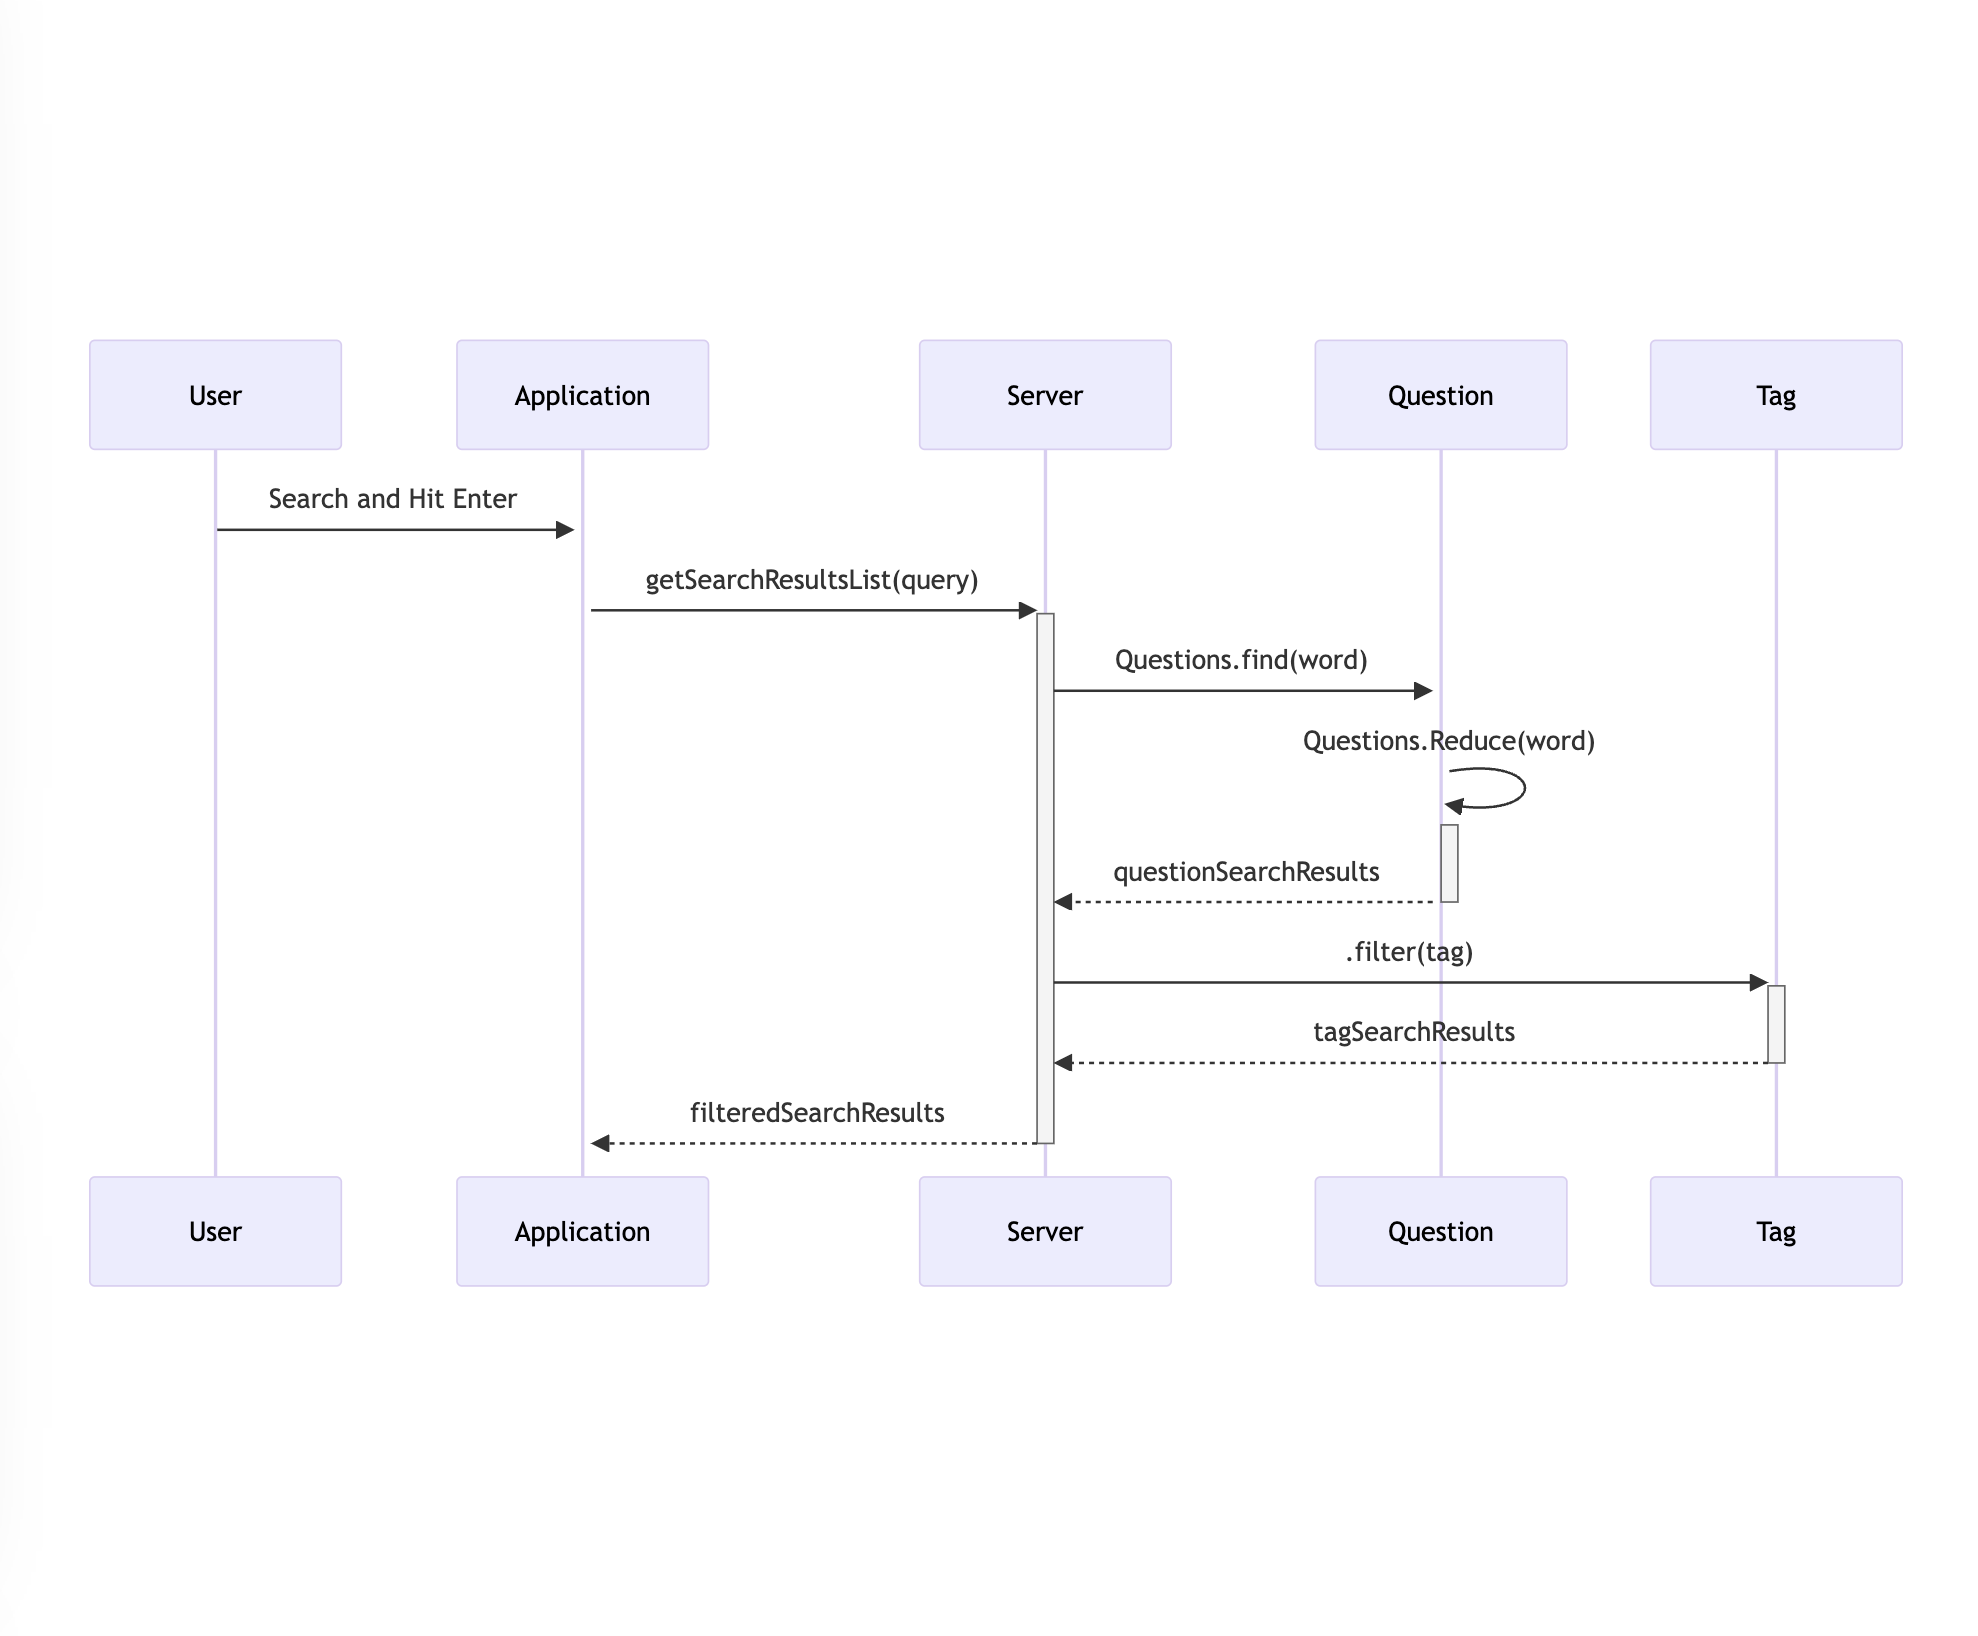 User
Application
Server
Question
Tag
Search and Hit Enter
getSearchResultsList(query)
Questions.find(word)
Questions.Reduce(word)
questionSearchResults
.filter(tag)
tagSearchResults
filteredSearchResults
User
Application
Server
Question
Tag